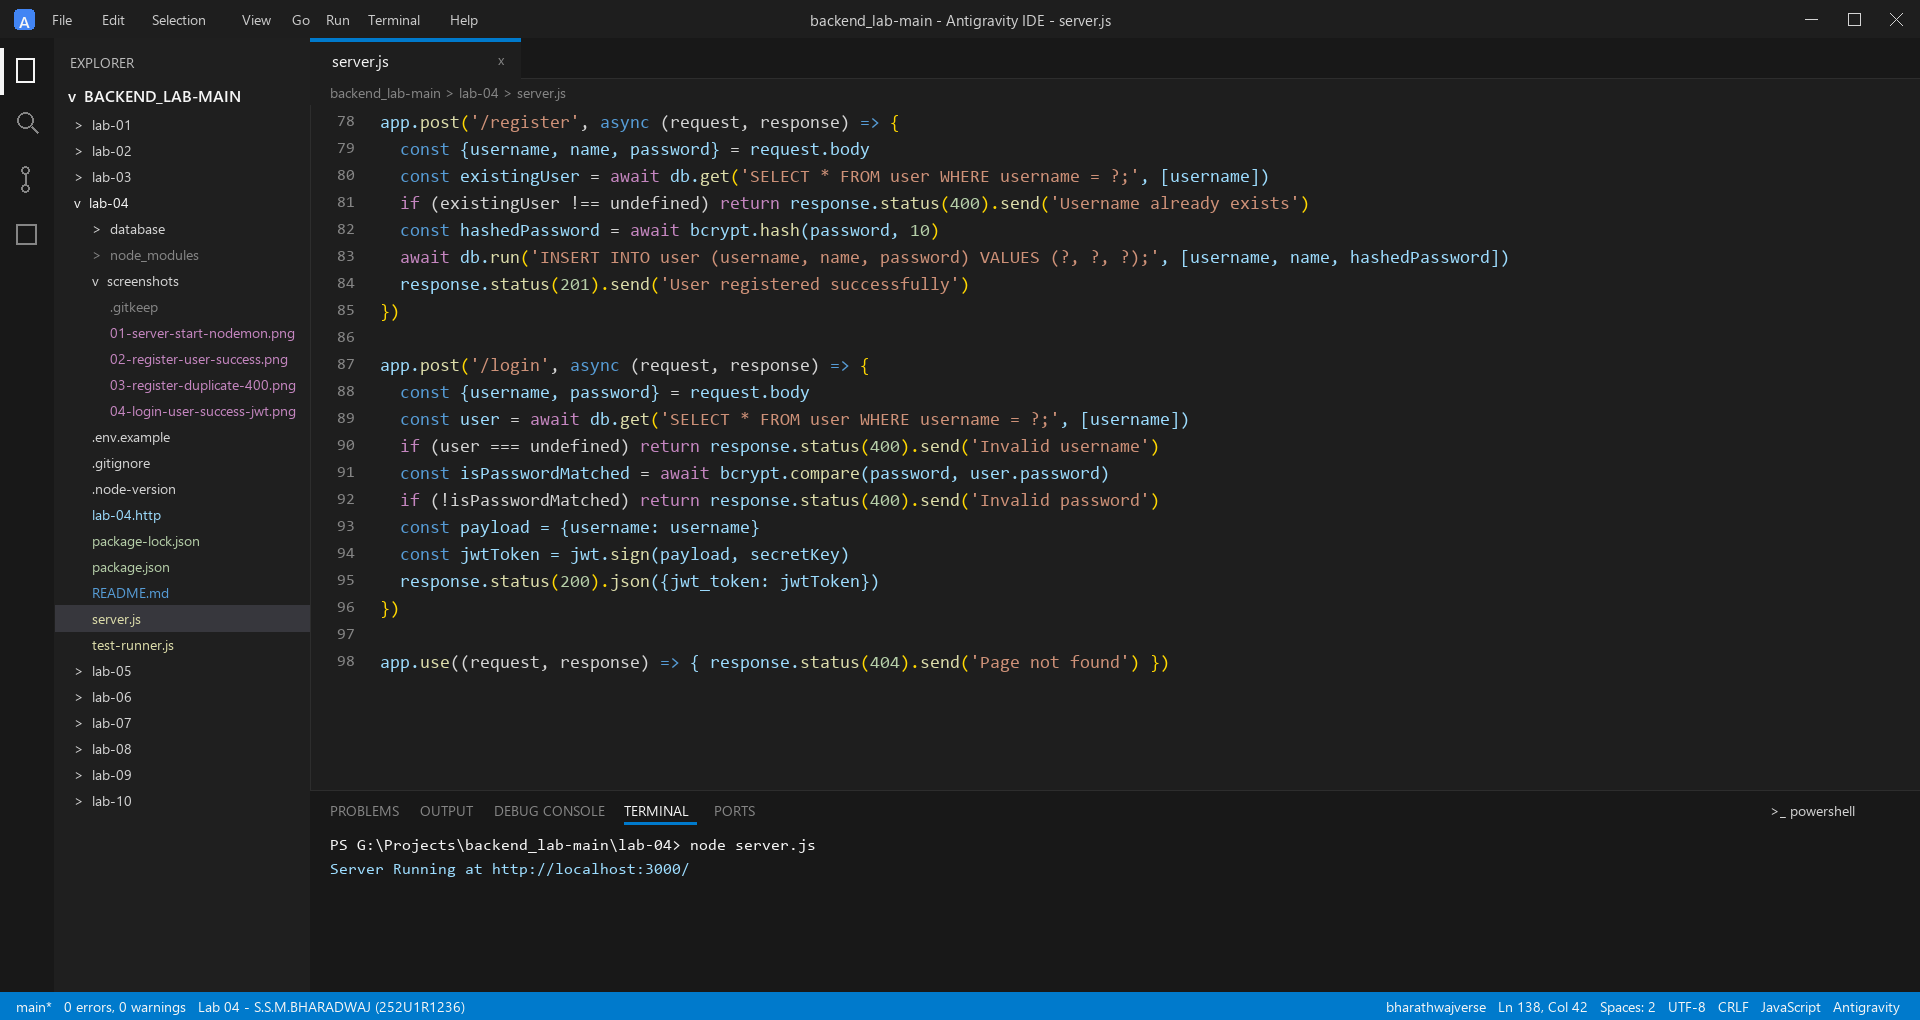 A File Edit Selection View Go Run Terminal Help backend_lab-main - Antigravity IDE - server.js
EXPLORER
v BACKEND_LAB-MAIN
> lab-01
> lab-02
> lab-03
v lab-04
> database
> node_modules
v screenshots
.gitkeep
01-server-start-nodemon.png
02-register-user-success.png
03-register-duplicate-400.png
04-login-user-success-jwt.png
.env.example
.gitignore
.node-version
lab-04.http
package-lock.json
package.json
README.md
server.js
test-runner.js
> lab-05
> lab-06
> lab-07
> lab-08
> lab-09
> lab-10
server.js x
backend_lab-main > lab-04 > server.js
78 app.post('/register', async (request, response) => {
79   const {username, name, password} = request.body
80   const existingUser = await db.get('SELECT * FROM user WHERE username = ?;', [username])
81   if (existingUser !== undefined) return response.status(400).send('Username already exists')
82   const hashedPassword = await bcrypt.hash(password, 10)
83   await db.run('INSERT INTO user (username, name, password) VALUES (?, ?, ?);', [username, name, hashedPassword])
84   response.status(201).send('User registered successfully')
85 })
86
87 app.post('/login', async (request, response) => {
88   const {username, password} = request.body
89   const user = await db.get('SELECT * FROM user WHERE username = ?;', [username])
90   if (user === undefined) return response.status(400).send('Invalid username')
91   const isPasswordMatched = await bcrypt.compare(password, user.password)
92   if (!isPasswordMatched) return response.status(400).send('Invalid password')
93   const payload = {username: username}
94   const jwtToken = jwt.sign(payload, secretKey)
95   response.status(200).json({jwt_token: jwtToken})
96 })
97
98 app.use((request, response) => { response.status(404).send('Page not found') })
PROBLEMS OUTPUT DEBUG CONSOLE TERMINAL PORTS >_ powershell
PS G:\Projects\backend_lab-main\lab-04> node server.js
Server Running at http://localhost:3000/
main* 0 errors, 0 warnings Lab 04 - S.S.M.BHARADWAJ (252U1R1236) bharathwajverse Ln 138, Col 42 Spaces: 2 UTF-8 CRLF JavaScript Antigravity